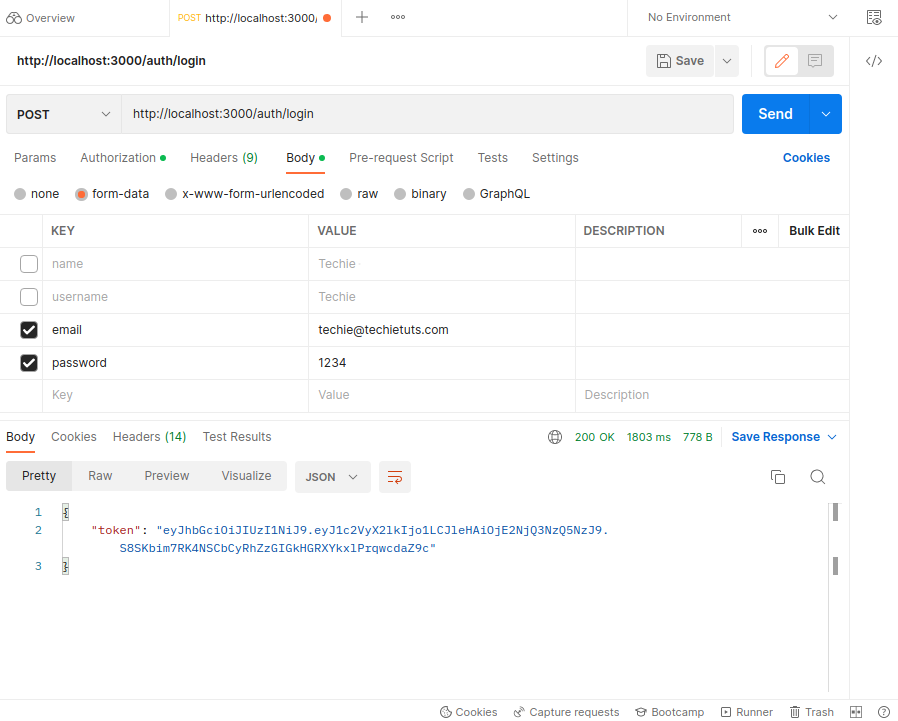 Overview
POST http://localhost:3000/
No Environment
http://localhost:3000/auth/login
Save
POST
http://localhost:3000/auth/login
Send
Params Authorization Headers (9) Body Pre-request Script Tests Settings Cookies
none form-data x-www-form-urlencoded raw binary GraphQL
KEY VALUE DESCRIPTION Bulk Edit
name Techie
username Techie
email techie@techietuts.com
password 1234
Key Value Description
Body Cookies Headers (14) Test Results 200 OK 1803 ms 778 B Save Response
Pretty Raw Preview Visualize JSON
1 {
2 "token": "eyJhbGciOiJIUzI1NiJ9.eyJ1c2VyX2lkIjo1LCJleHAiOjE2NjQ3NzQ5NzJ9.
S8SKbim7RK4NSCbCyRhZzGIGkHGRXYkxlPrqwcdaZ9c"
3 }
Cookies Capture requests Bootcamp Runner Trash